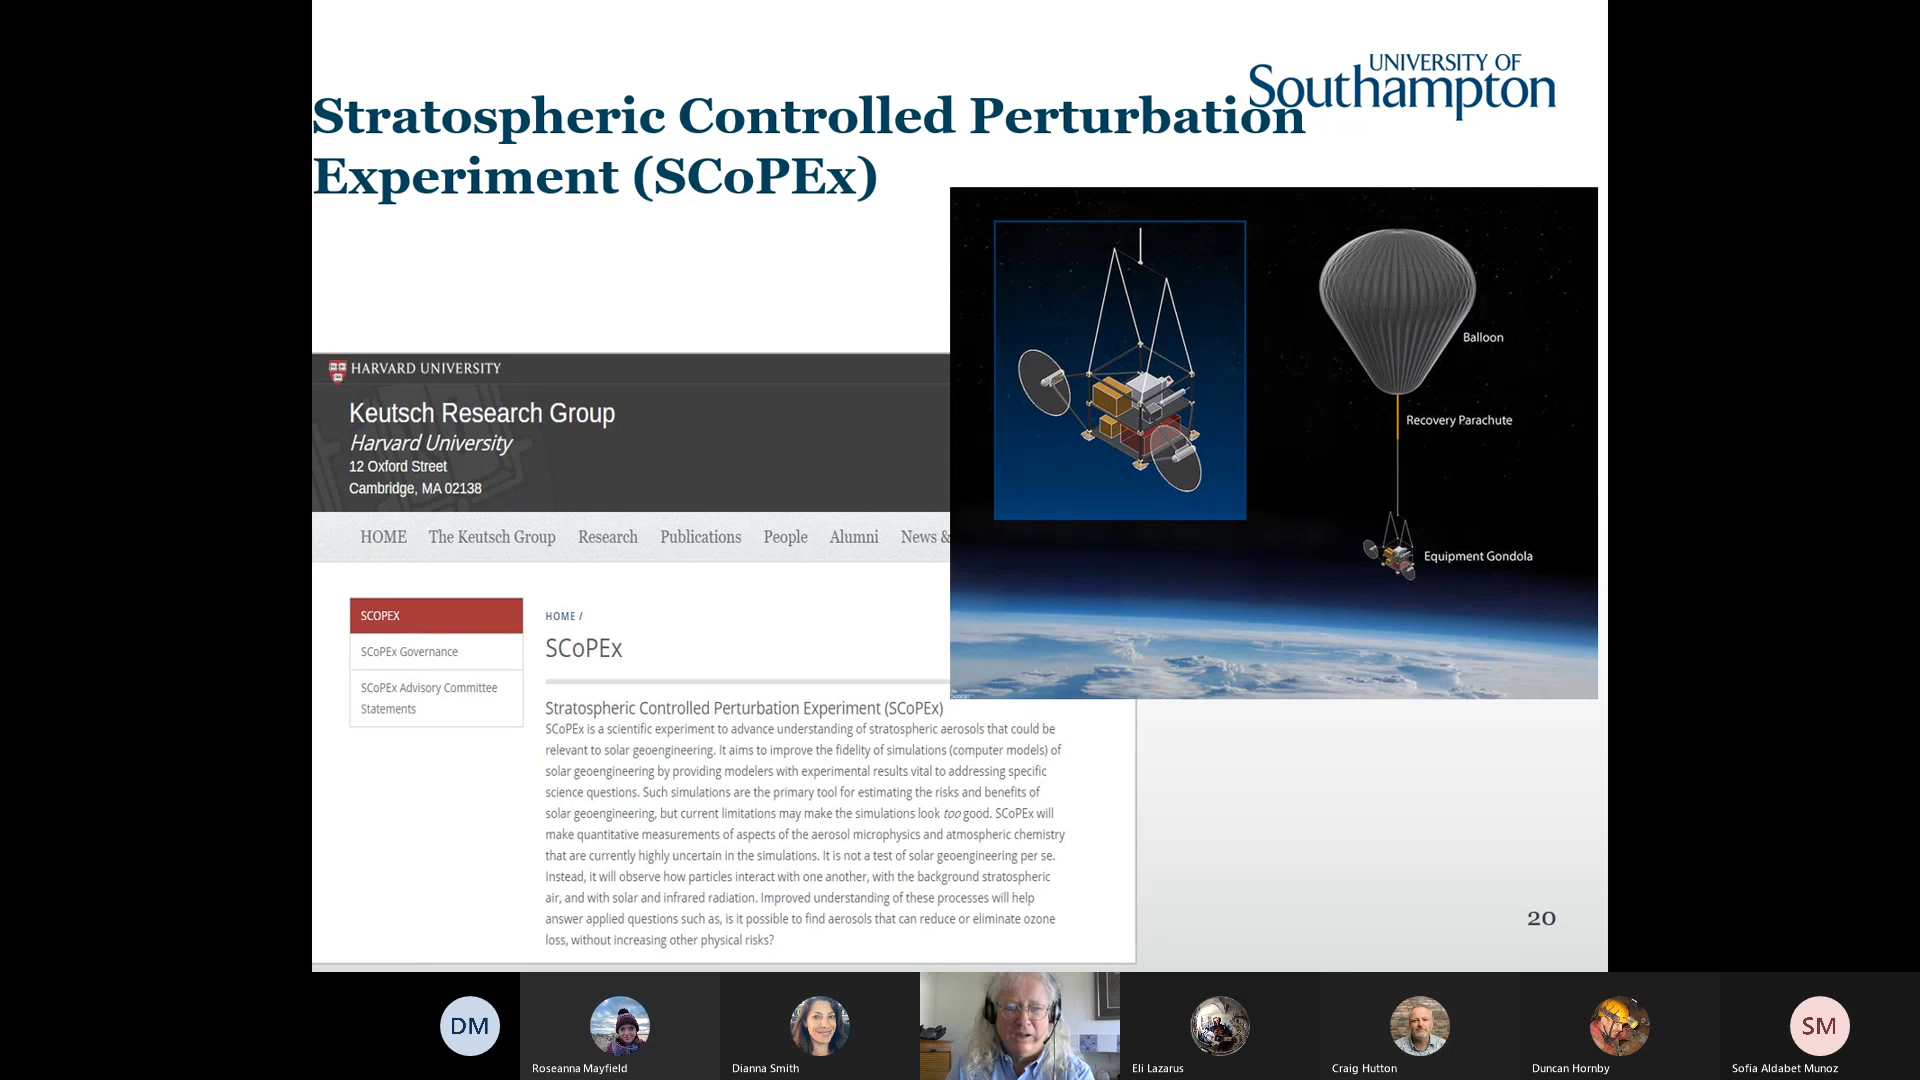 UNIVERSITY OF
Southampton
Stratospheric Controlled Perturbation
Experiment (SCoPEx)
Balloon
Recovery Parachute
Equipment Gondola
HARVARD UNIVERSITY
Keutsch Research Group
Harvard University
12 Oxford Street
Cambridge, MA 02138
HOME The Keutsch Group Research Publications People Alumni News &
SCOPEX
SCoPEx Governance
SCoPEx Advisory Committee
Statements
HOME /
SCoPEx
Stratospheric Controlled Perturbation Experiment (SCoPEx)
SCoPEx is a scientific experiment to advance understanding of stratospheric aerosols that could be
relevant to solar geoengineering. It aims to improve the fidelity of simulations (computer models) of
solar geoengineering by providing modelers with experimental results vital to addressing specific
science questions. Such simulations are the primary tool for estimating the risks and benefits of
solar geoengineering, but current limitations may make the simulations look too good. SCoPEx will
make quantitative measurements of aspects of the aerosol microphysics and atmospheric chemistry
that are currently highly uncertain in the simulations. It is not a test of solar geoengineering per se.
Instead, it will observe how particles interact with one another, with the background stratospheric
air, and with solar and infrared radiation. Improved understanding of these processes will help
answer applied questions such as, is it possible to find aerosols that can reduce or eliminate ozone
loss, without increasing other physical risks?
20
DM
SM
Roseanna Mayfield
Dianna Smith
Eli Lazarus
Craig Hutton
Duncan Hornby
Sofia Aldabet Munoz